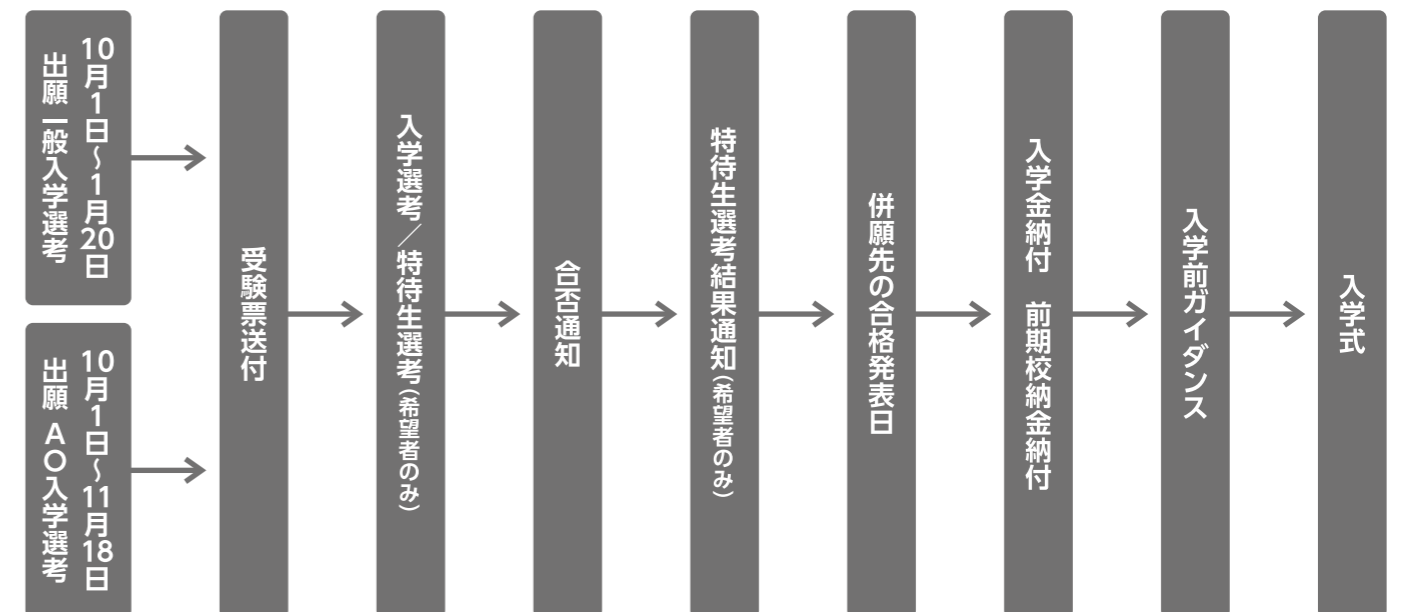 10月1日〜1月20日
出願 一般入学選考
10月1日〜11月18日
出願 AO入学選考
受験票送付
入学選考／特待生選考（希望者のみ）
合否通知
特待生選考結果通知（希望者のみ）
併願先の合格発表日
入学金納付 前期校納金納付
入学前ガイダンス
入学式